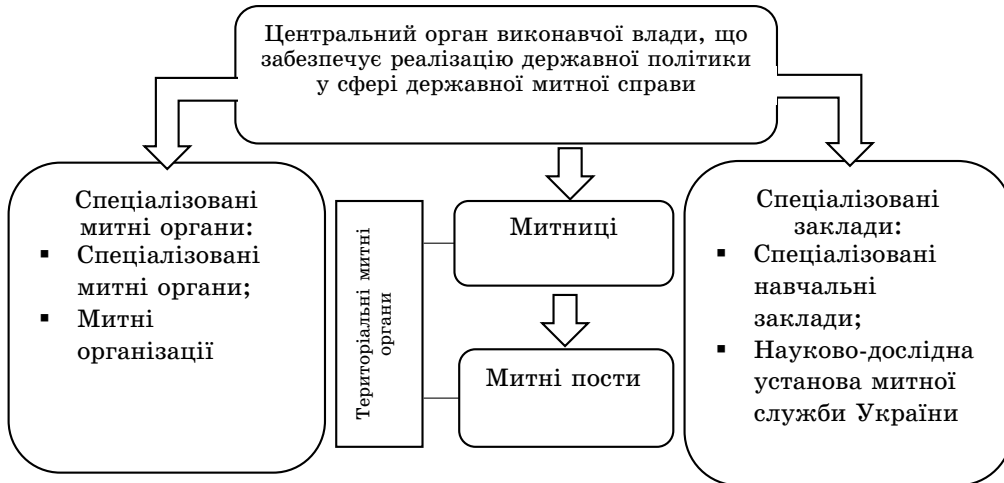 Центральний орган виконавчої влади, що
забезпечує реалізацію державної політики
у сфері державної митної справи
Спеціалізовані
митні органи:
▪ Спеціалізовані
митні органи;
▪ Митні
організації
Територіальні митні
органи
Митниці
Митні пости
Спеціалізовані
заклади:
▪ Спеціалізовані
навчальні
заклади;
▪ Науково-дослідна
установа митної
служби України